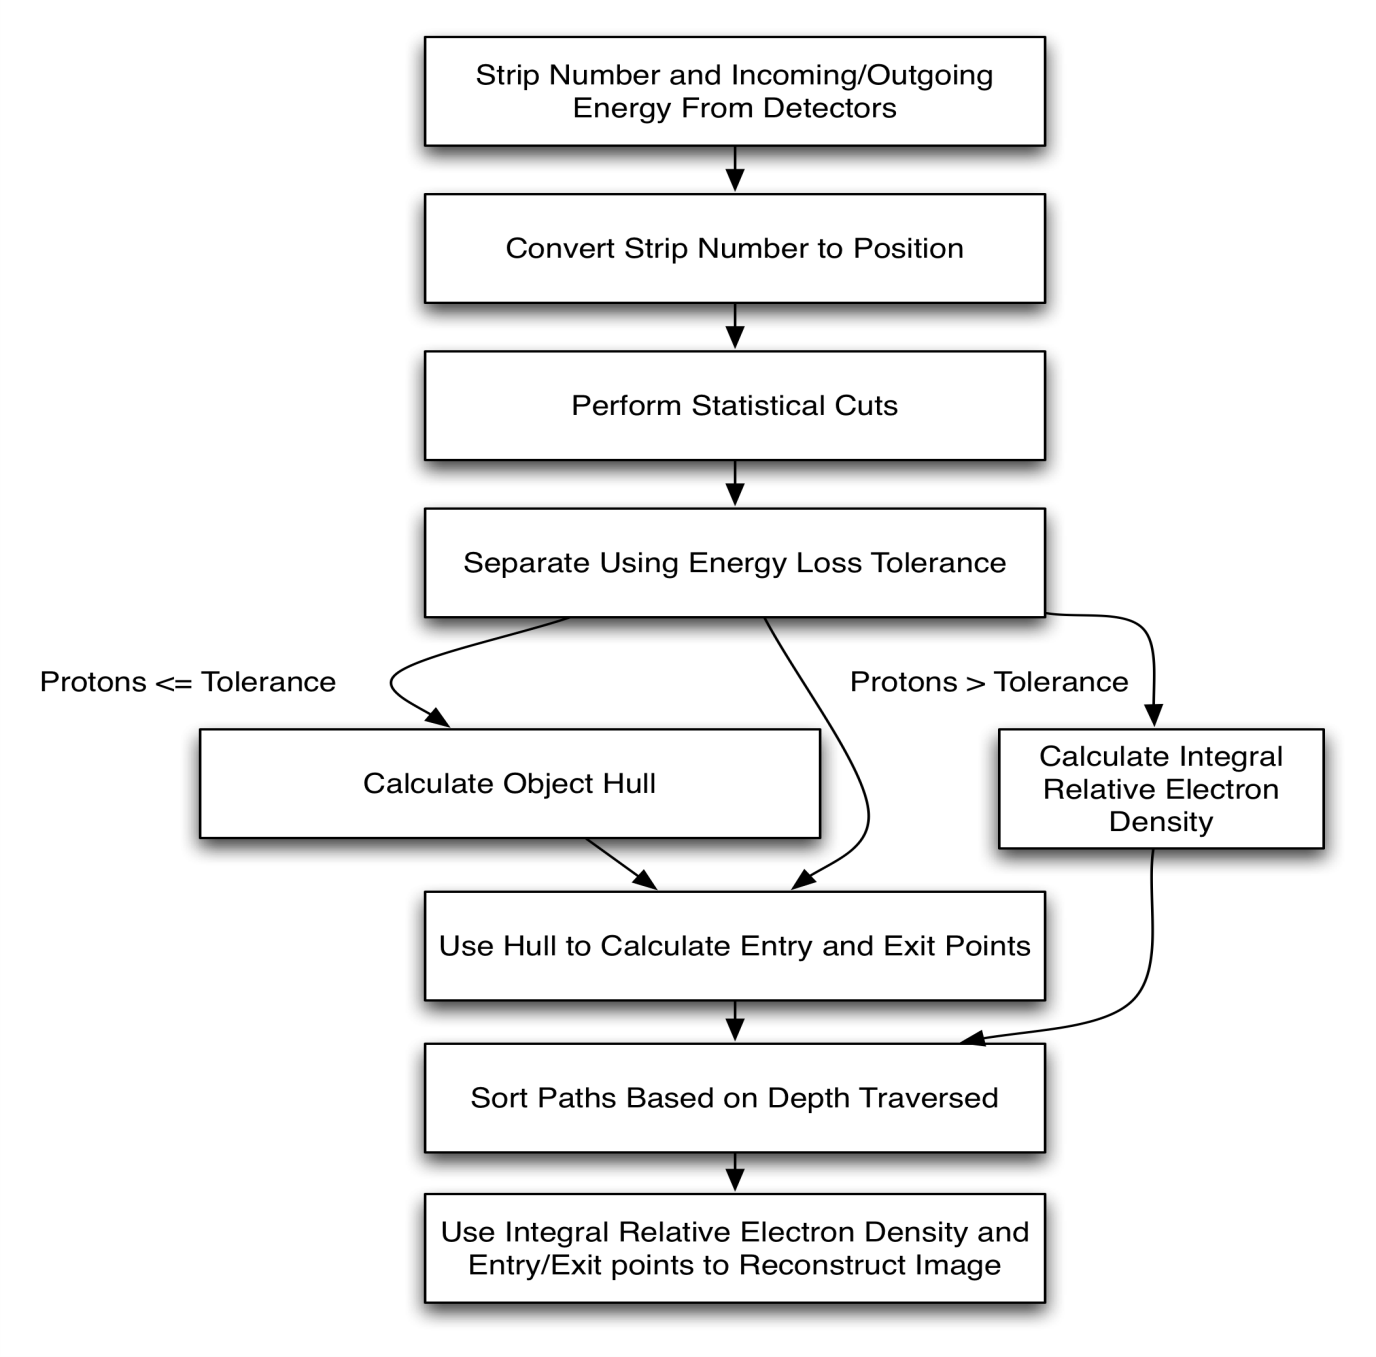 Strip Number and Incoming/Outgoing
Energy From Detectors
Convert Strip Number to Position
Perform Statistical Cuts
Separate Using Energy Loss Tolerance
Protons <= Tolerance
Protons > Tolerance
Calculate Object Hull
Calculate Integral
Relative Electron
Density
Use Hull to Calculate Entry and Exit Points
Sort Paths Based on Depth Traversed
Use Integral Relative Electron Density and
Entry/Exit points to Reconstruct Image